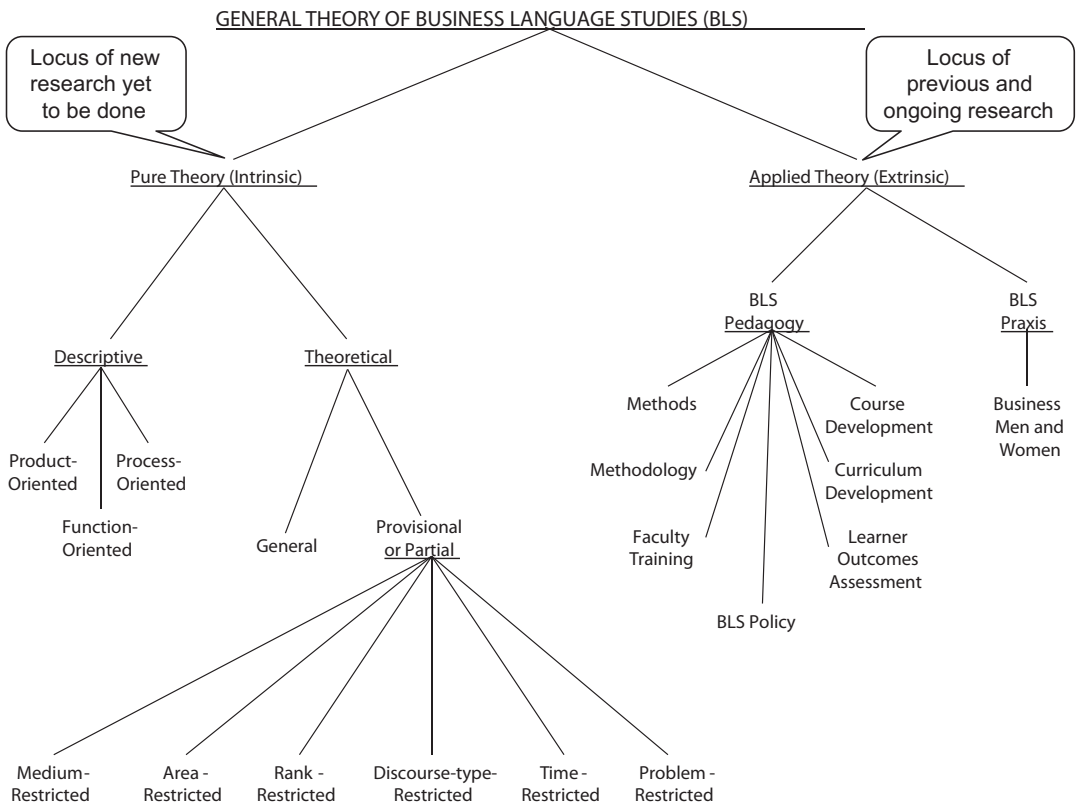 GENERAL THEORY OF BUSINESS LANGUAGE STUDIES (BLS)
Locus of new
research yet
to be done
Locus of
previous and
ongoing research
Pure Theory (Intrinsic)
Applied Theory (Extrinsic)
Descriptive
Theoretical
BLS
Pedagogy
BLS
Praxis
Product-
Oriented
Function-
Oriented
Process-
Oriented
General
Provisional
or Partial
Methods
Methodology
Faculty
Training
BLS Policy
Course
Development
Curriculum
Development
Learner
Outcomes
Assessment
Business
Men and
Women
Medium-
Restricted
Area -
Restricted
Rank -
Restricted
Discourse-type-
Restricted
Time -
Restricted
Problem -
Restricted